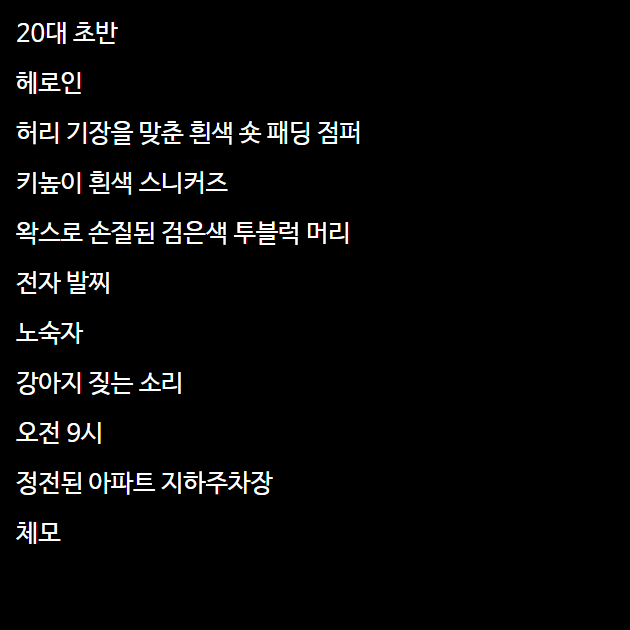 20대 초반
헤로인
허리 기장을 맞춘 흰색 숏 패딩 점퍼
키높이 흰색 스니커즈
왁스로 손질된 검은색 투블럭 머리
전자 발찌
노숙자
강아지 짖는 소리
오전 9시
정전된 아파트 지하주차장
체모